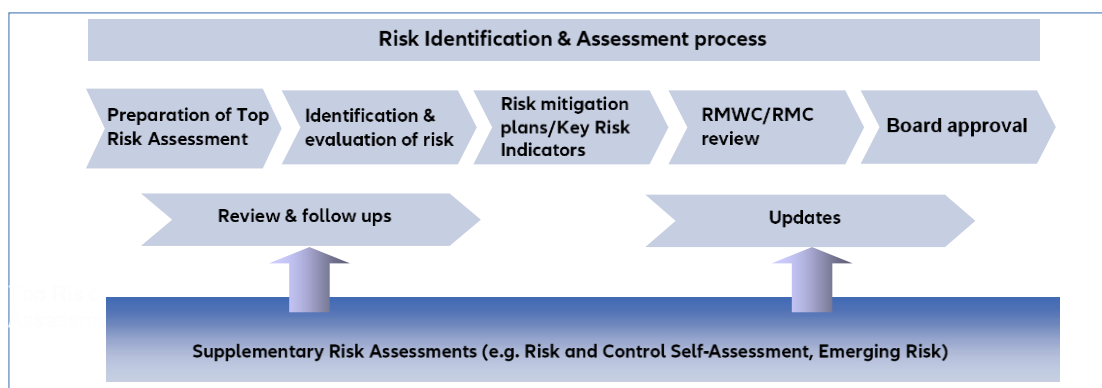 Risk Identification & Assessment process
Preparation of Top
Risk Assessment
Identification &
evaluation of risk
Risk mitigation
plans/Key Risk
Indicators
RMWC/RMC
review
Board approval
Review & follow ups
Updates
Supplementary Risk Assessments (e.g. Risk and Control Self-Assessment, Emerging Risk)